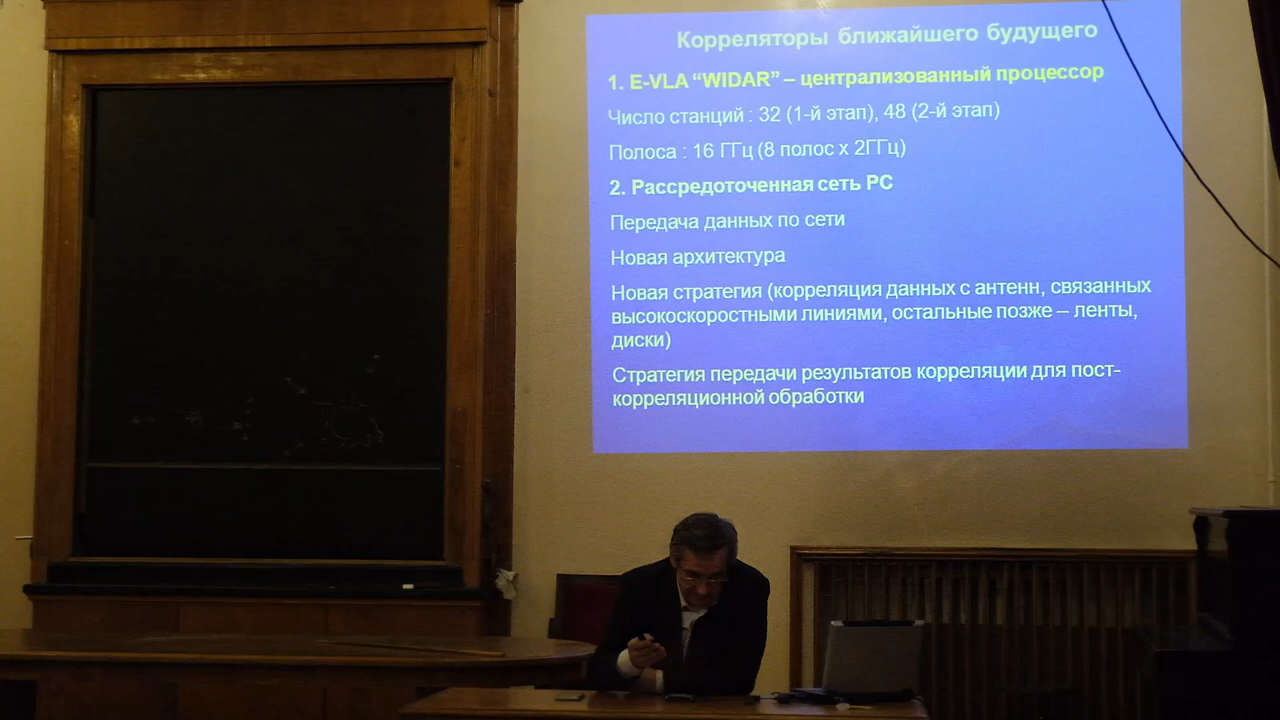 Корреляторы ближайшего будущего
1. E-VLA “WIDAR” – централизованный процессор
Число станций : 32 (1-й этап), 48 (2-й этап)
Полоса : 16 ГГц (8 полос x 2ГГц)
2. Рассредоточенная сеть PC
Передача данных по сети
Новая архитектура
Новая стратегия (корреляция данных с антенн, связанных
высокоскоростными линиями, остальные позже – ленты,
диски)
Стратегия передачи результатов корреляции для пост-
корреляционной обработки